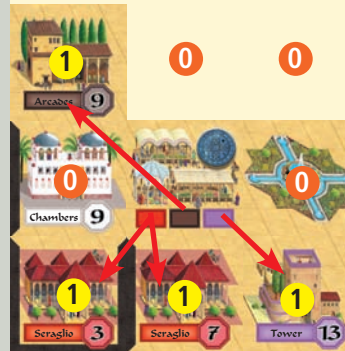 1 0 0
Arcades 9
0 0
Chambers 9
1 1 1
Seraglio 3 Seraglio 7 Tower 13